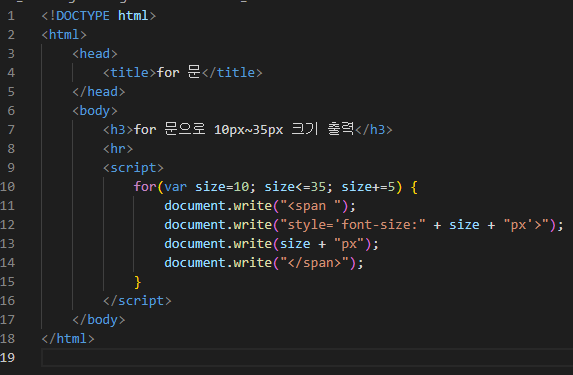 1 <!DOCTYPE html>
2 <html>
3 <head>
4 <title>for 문</title>
5 </head>
6 <body>
7 <h3>for 문으로 10px~35px 크기 출력</h3>
8 <hr>
9 <script>
10 for(var size=10; size<=35; size+=5) {
11 document.write("<span ");
12 document.write("style='font-size:" + size + "px'>");
13 document.write(size + "px");
14 document.write("</span>");
15 }
16 </script>
17 </body>
18 </html>
19